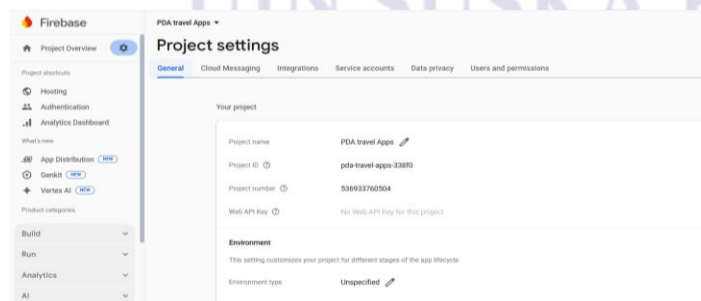 Firebase
PDA travel Apps
Project Overview
Project settings
General Cloud Messaging Integrations Service accounts Data privacy Users and permissions
Project shortcuts
Hosting
Authentication
Analytics Dashboard
What's new
App Distribution NEW
Genkit NEW
Vertex AI NEW
Product categories
Build
Run
Analytics
AI
Your project
Project name PDA travel Apps
Project ID pda-travel-apps-338f0
Project number 536933760504
Web API Key No Web API Key for this project
Environment
This setting customizes your project for different stages of the app lifecycle
Environment type Unspecified